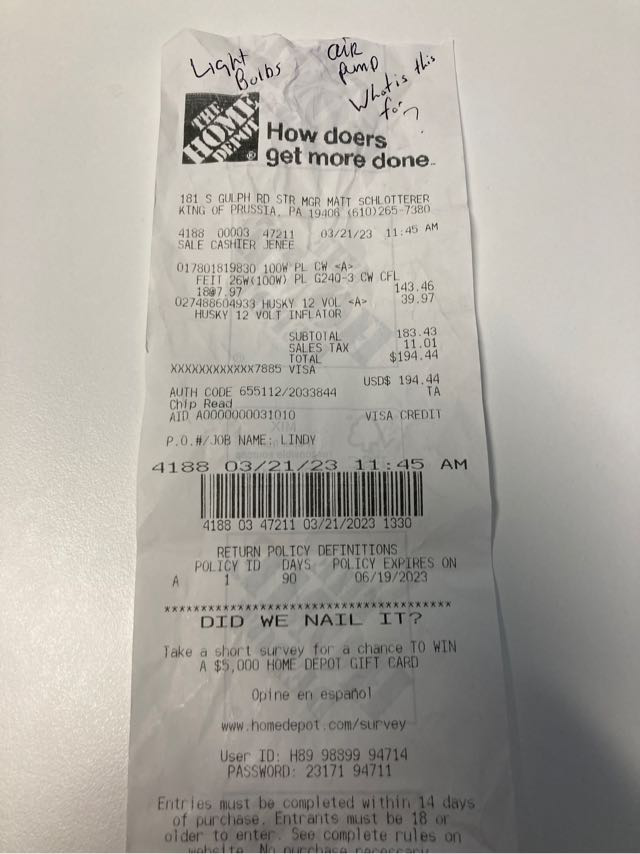 Light
Bulbs
air
pump
What is this
for?
THE
HOME
DEPOT
How doers
get more done.
181 S GULPH RD STR MGR MATT SCHLOTTERER
KING OF PRUSSIA, PA 19406 (610)265-7380
4188 00003 47211 03/21/23 11:45 AM
SALE CASHIER JENEE
017801819830 100W PL CW <A>
FEIT 26W(100W) PL G24Q-3 CW CFL
18@7.97 143.46
027488604933 HUSKY 12 VOL <A> 39.97
HUSKY 12 VOLT INFLATOR
SUBTOTAL 183.43
SALES TAX 11.01
TOTAL $194.44
XXXXXXXXXXXX7885 VISA
USD$ 194.44
AUTH CODE 655112/2033844 TA
Chip Read
AID A0000000031010 VISA CREDIT
P.O.#/JOB NAME: LINDY
4188 03/21/23 11:45 AM
4188 03 47211 03/21/2023 1330
RETURN POLICY DEFINITIONS
POLICY ID DAYS POLICY EXPIRES ON
A 1 90 06/19/2023
DID WE NAIL IT?
Take a short survey for a chance TO WIN
A $5,000 HOME DEPOT GIFT CARD
Opine en español
www.homedepot.com/survey
User ID: H89 98899 94714
PASSWORD: 23171 94711
Entries must be completed within 14 days
of purchase. Entrants must be 18 or
older to enter. See complete rules on
website. No purchase necessary.